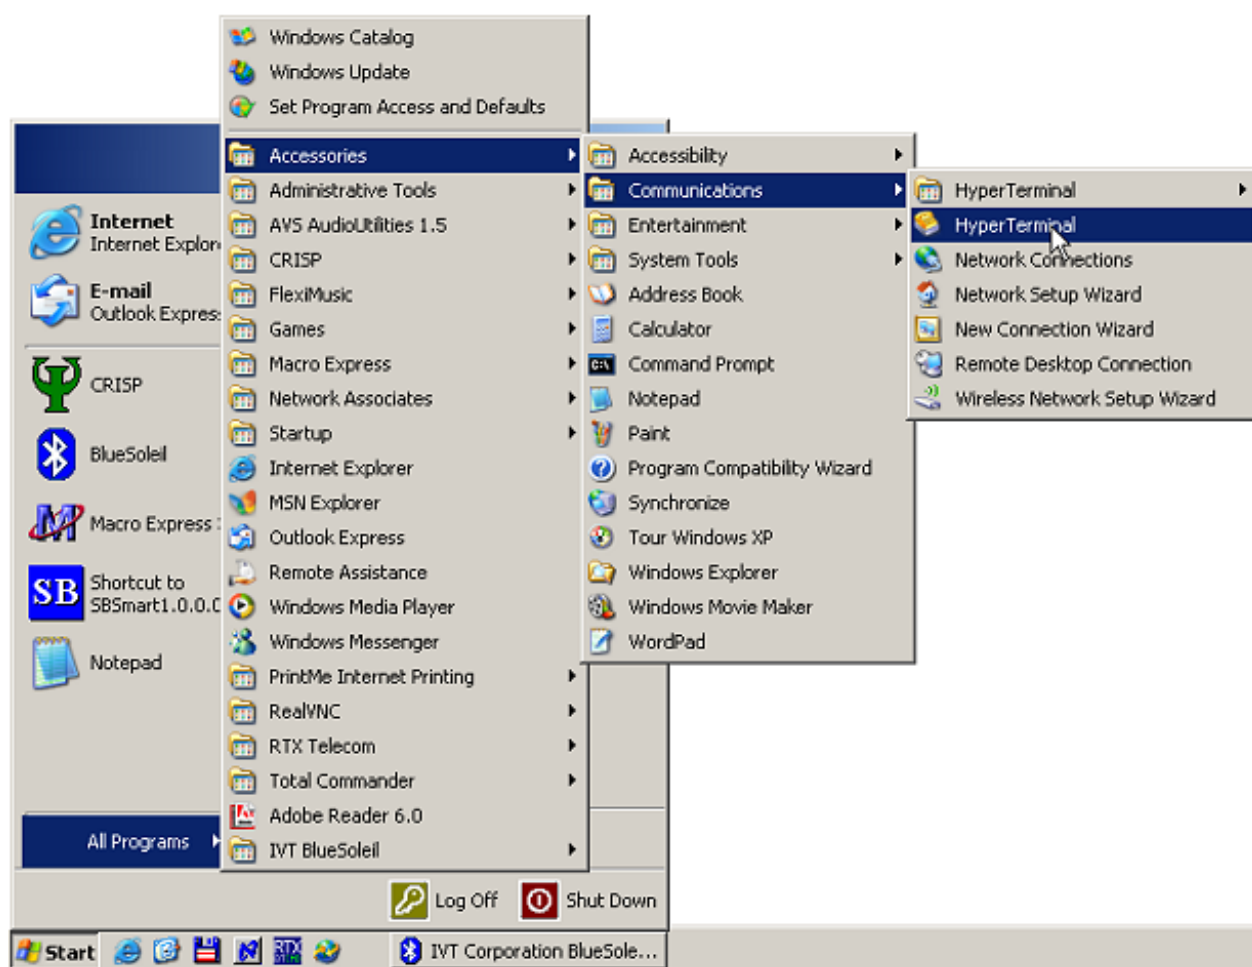 Windows Catalog
Windows Update
Set Program Access and Defaults
Accessories
Administrative Tools
AVS AudioUtilities 1.5
CRISP
FlexiMusic
Games
Macro Express
Network Associates
Startup
Internet Explorer
MSN Explorer
Outlook Express
Remote Assistance
Windows Media Player
Windows Messenger
PrintMe Internet Printing
RealVNC
RTX Telecom
Total Commander
Adobe Reader 6.0
IVT BlueSoleil
Accessibility
Communications
Entertainment
System Tools
Address Book
Calculator
Command Prompt
Notepad
Paint
Program Compatibility Wizard
Synchronize
Tour Windows XP
Windows Explorer
Windows Movie Maker
WordPad
HyperTerminal
HyperTerminal
Network Connections
Network Setup Wizard
New Connection Wizard
Remote Desktop Connection
Wireless Network Setup Wizard
Internet
Internet Explor
E-mail
Outlook Expres
CRISP
BlueSoleil
Macro Express
Shortcut to
SBSmart1.0.0.0
SB
Notepad
All Programs
Log Off
Shut Down
Start
IVT Corporation BlueSole...